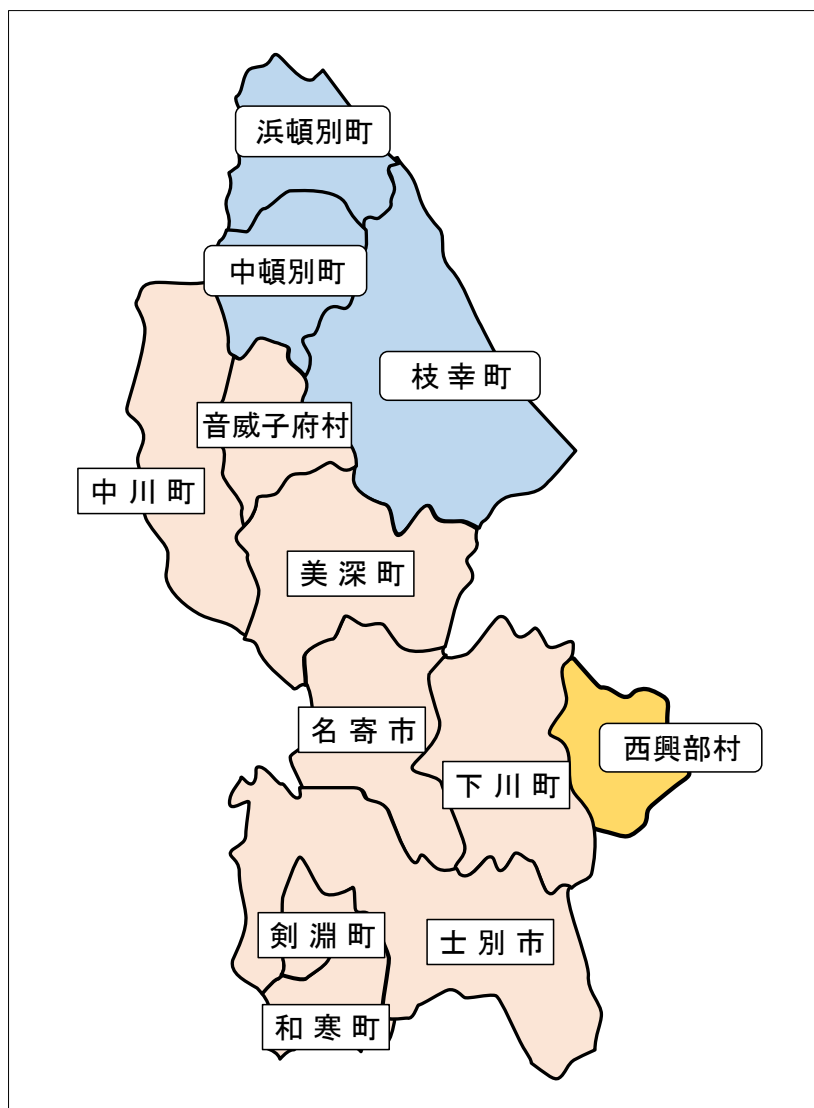 浜頓別町
中頓別町
枝幸町
音威子府村
中川町
美深町
名寄市
西興部村
下川町
剣淵町
士別市
和寒町